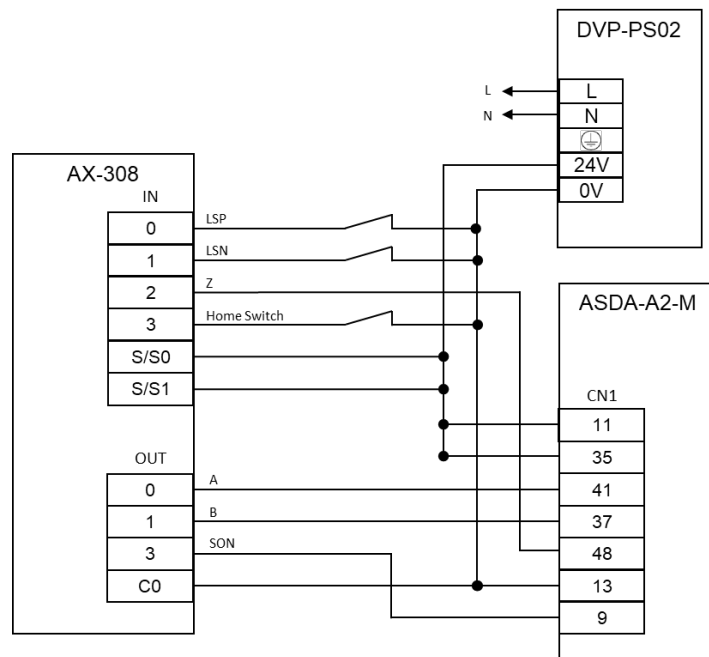 DVP-PS02
L L
N N
24V
0V
AX-308
IN
0 LSP
1 LSN
2 Z
3 Home Switch
S/S0
S/S1
OUT
0 A
1 B
3 SON
C0
ASDA-A2-M
CN1
11
35
41
37
48
13
9